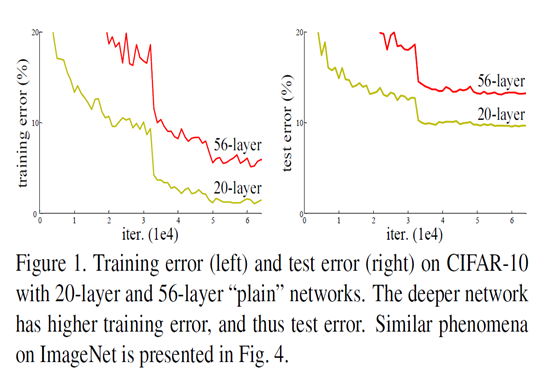 20
10
0
training error (%)
56-layer
20-layer
0 1 2 3 4 5 6
iter. (1e4)
20
10
0
test error (%)
56-layer
20-layer
0 1 2 3 4 5 6
iter. (1e4)
Figure 1. Training error (left) and test error (right) on CIFAR-10
with 20-layer and 56-layer “plain” networks. The deeper network
has higher training error, and thus test error. Similar phenomena
on ImageNet is presented in Fig. 4.